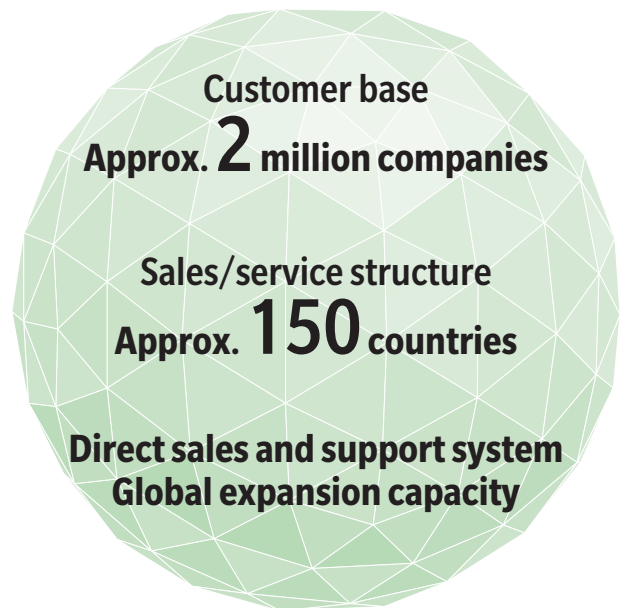 Customer base
Approx. 2 million companies
Sales/service structure
Approx. 150 countries
Direct sales and support system
Global expansion capacity